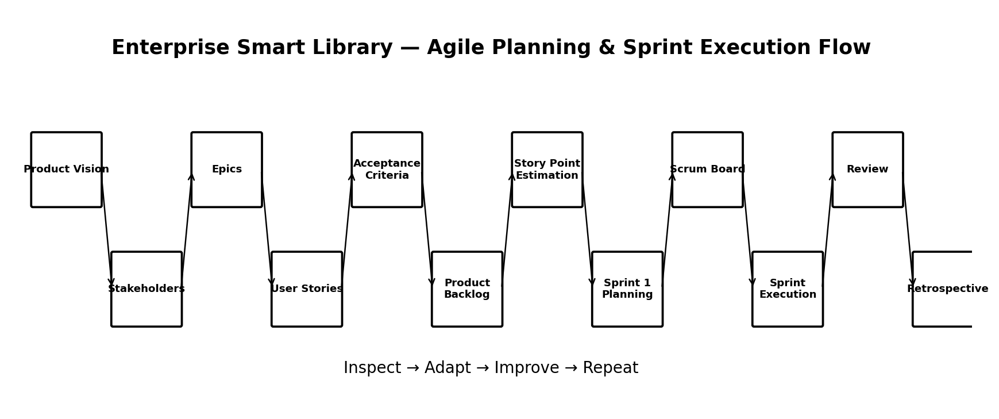 Enterprise Smart Library — Agile Planning & Sprint Execution Flow
Product Vision
Stakeholders
Epics
User Stories
Acceptance
Criteria
Product
Backlog
Story Point
Estimation
Sprint 1
Planning
Scrum Board
Sprint
Execution
Review
Retrospective
Inspect → Adapt → Improve → Repeat